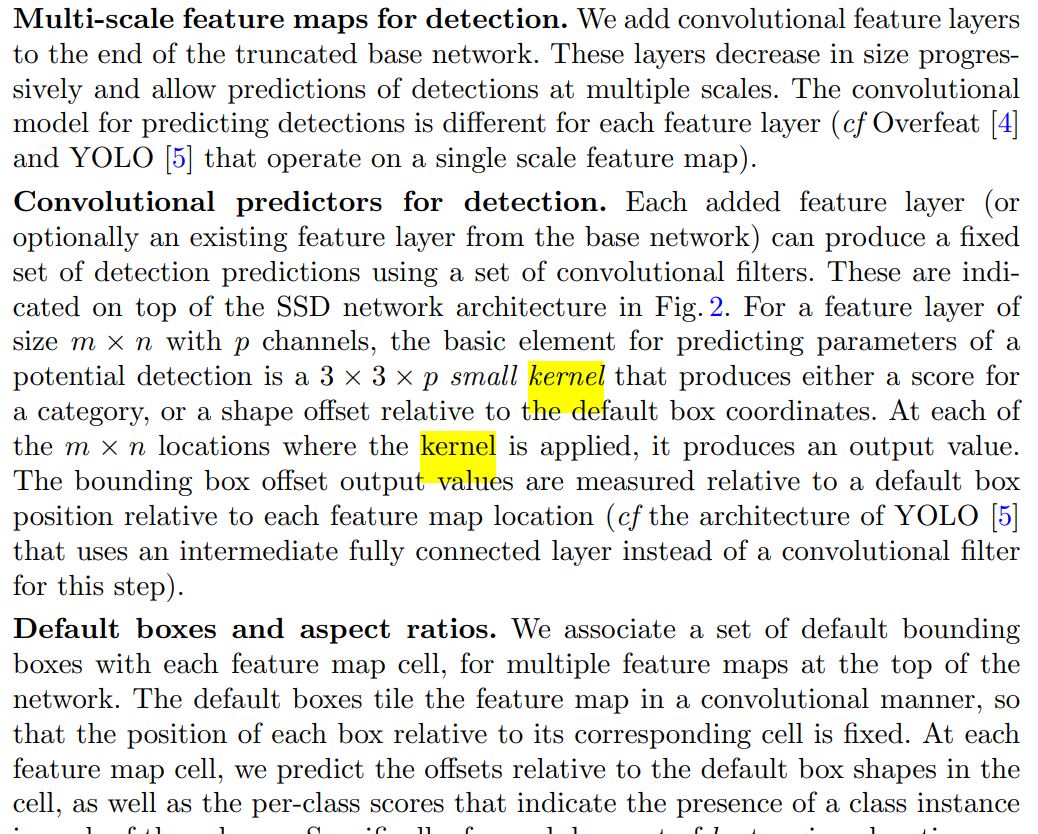 Multi-scale feature maps for detection. We add convolutional feature layers
to the end of the truncated base network. These layers decrease in size progres-
sively and allow predictions of detections at multiple scales. The convolutional
model for predicting detections is different for each feature layer (cf Overfeat [4]
and YOLO [5] that operate on a single scale feature map).
Convolutional predictors for detection. Each added feature layer (or
optionally an existing feature layer from the base network) can produce a fixed
set of detection predictions using a set of convolutional filters. These are indi-
cated on top of the SSD network architecture in Fig. 2. For a feature layer of
size m × n with p channels, the basic element for predicting parameters of a
potential detection is a 3 × 3 × p small kernel that produces either a score for
a category, or a shape offset relative to the default box coordinates. At each of
the m × n locations where the kernel is applied, it produces an output value.
The bounding box offset output values are measured relative to a default box
position relative to each feature map location (cf the architecture of YOLO [5]
that uses an intermediate fully connected layer instead of a convolutional filter
for this step).
Default boxes and aspect ratios. We associate a set of default bounding
boxes with each feature map cell, for multiple feature maps at the top of the
network. The default boxes tile the feature map in a convolutional manner, so
that the position of each box relative to its corresponding cell is fixed. At each
feature map cell, we predict the offsets relative to the default box shapes in the
cell, as well as the per-class scores that indicate the presence of a class instance